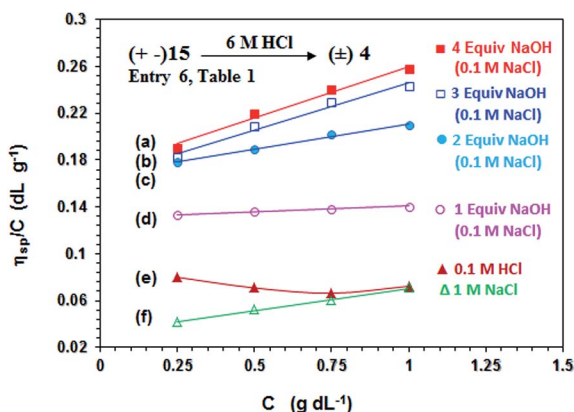 0.3
0.26
0.22
0.18
0.14
0.1
0.06
0.02
ηsp/C (dL g-1)
(+ -)15 6 M HCl (±) 4
Entry 6, Table 1
(a)
(b)
(c)
(d)
(e)
(f)
4 Equiv NaOH
(0.1 M NaCl)
3 Equiv NaOH
(0.1 M NaCl)
2 Equiv NaOH
(0.1 M NaCl)
1 Equiv NaOH
(0.1 M NaCl)
0.1 M HCl
Δ 1 M NaCl
0 0.25 0.5 0.75 1 1.25 1.5
C (g dL-1)